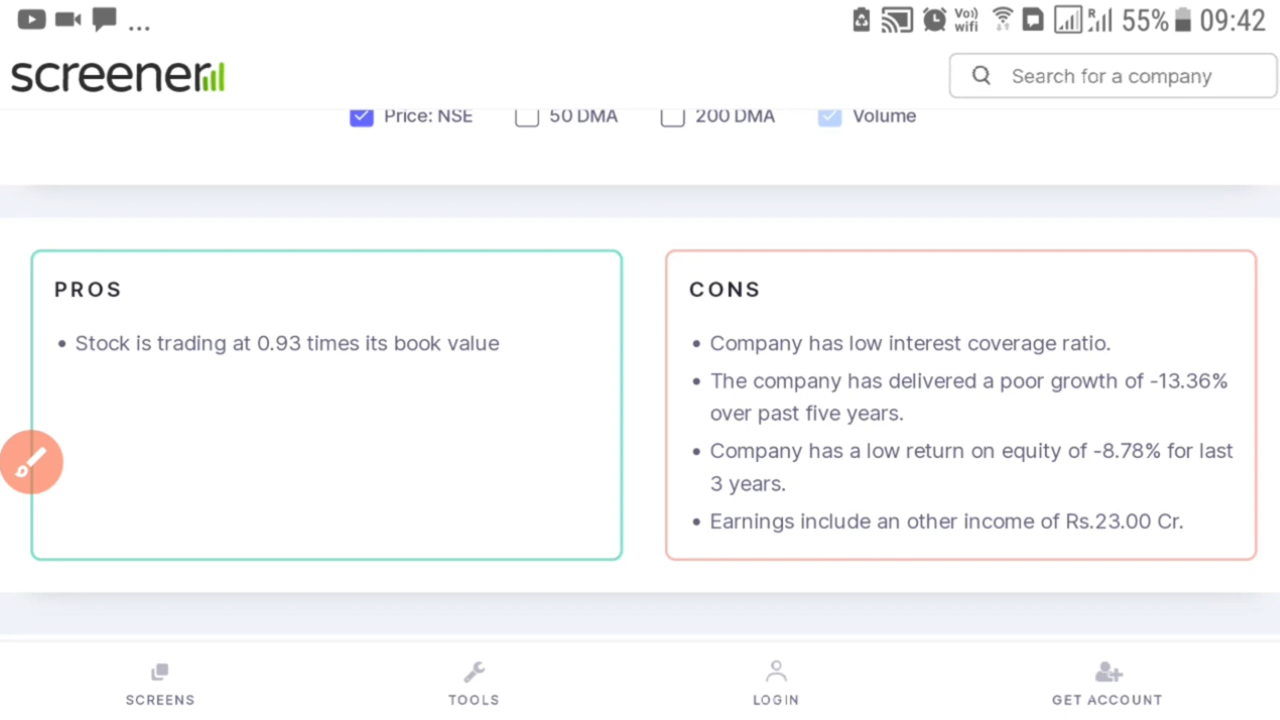 ...
Vo) wifi R 55% 09:42
screener
Search for a company
Price: NSE 50 DMA 200 DMA Volume
PROS
• Stock is trading at 0.93 times its book value
CONS
• Company has low interest coverage ratio.
• The company has delivered a poor growth of -13.36%
over past five years.
• Company has a low return on equity of -8.78% for last
3 years.
• Earnings include an other income of Rs.23.00 Cr.
SCREENS TOOLS LOGIN GET ACCOUNT